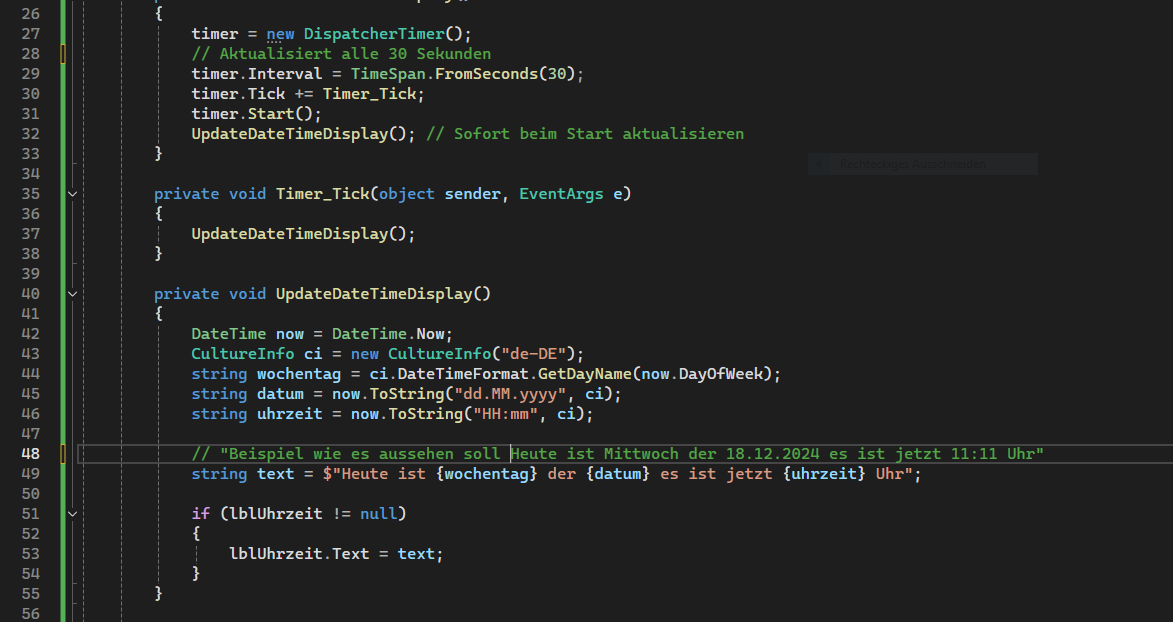 26 {
27 timer = new DispatcherTimer();
28 // Aktualisiert alle 30 Sekunden
29 timer.Interval = TimeSpan.FromSeconds(30);
30 timer.Tick += Timer_Tick;
31 timer.Start();
32 UpdateDateTimeDisplay(); // Sofort beim Start aktualisieren
33 }
Rechteckiges Ausschneiden
34
35 private void Timer_Tick(object sender, EventArgs e)
36 {
37 UpdateDateTimeDisplay();
38 }
39
40 private void UpdateDateTimeDisplay()
41 {
42 DateTime now = DateTime.Now;
43 CultureInfo ci = new CultureInfo("de-DE");
44 string wochentag = ci.DateTimeFormat.GetDayName(now.DayOfWeek);
45 string datum = now.ToString("dd.MM.yyyy", ci);
46 string uhrzeit = now.ToString("HH:mm", ci);
47
48 // "Beispiel wie es aussehen soll Heute ist Mittwoch der 18.12.2024 es ist jetzt 11:11 Uhr"
49 string text = $"Heute ist {wochentag} der {datum} es ist jetzt {uhrzeit} Uhr";
50
51 if (lblUhrzeit != null)
52 {
53 lblUhrzeit.Text = text;
54 }
55 }
56